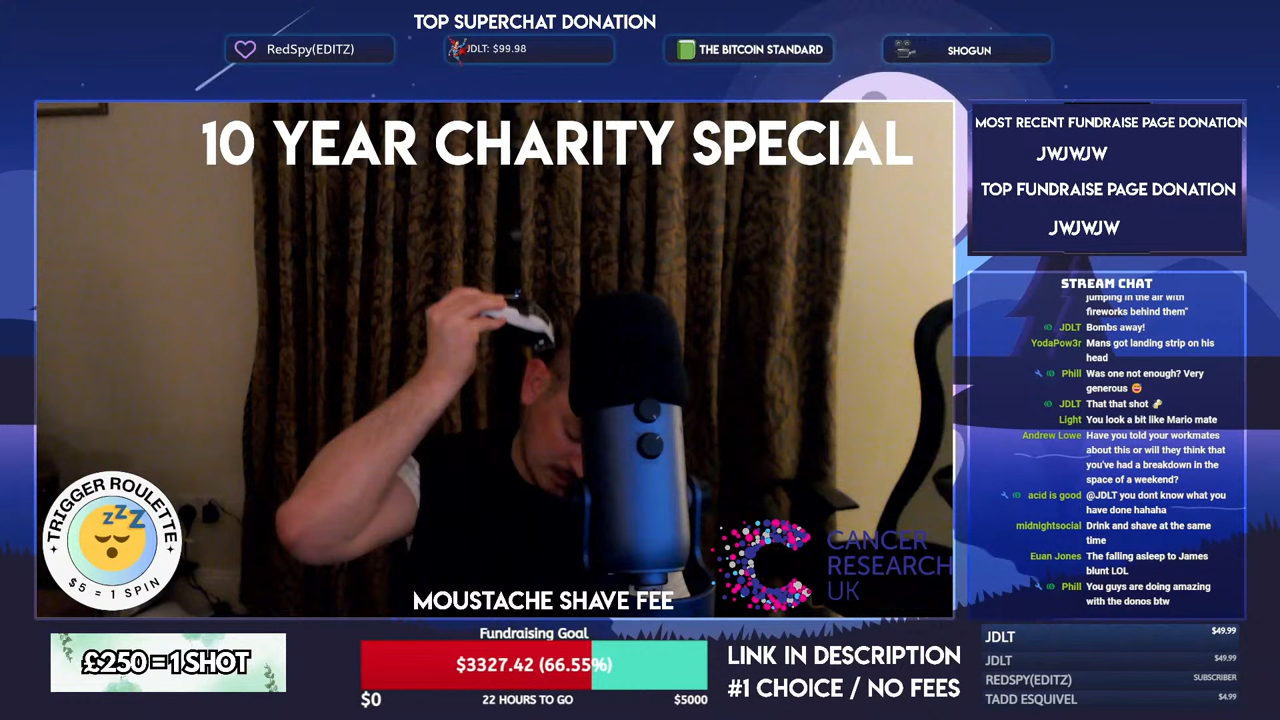 TOP SUPERCHAT DONATION
RedSpy(EDITZ)
JDLT: $99.98
THE BITCOIN STANDARD
SHOGUN
10 YEAR CHARITY SPECIAL
MOST RECENT FUNDRAISE PAGE DONATION
JWJWJW
TOP FUNDRAISE PAGE DONATION
JWJWJW
STREAM CHAT
jumping in the air with
fireworks behind them"
JDLT Bombs away!
YodaPow3r Mans got landing strip on his
head
Phill Was one not enough? Very
generous 😅
JDLT That that shot
Light You look a bit like Mario mate
Andrew Lowe Have you told your workmates
about this or will they think that
you've had a breakdown in the
space of a weekend?
acid is good @JDLT you dont know what you
have done hahaha
midnightsocial Drink and shave at the same
time
Euan Jones The falling asleep to James
blunt LOL
Phill You guys are doing amazing
with the donos btw
TRIGGER ROULETTE
zzZ
$5 = 1 SPIN
CANCER
RESEARCH
UK
MOUSTACHE SHAVE FEE
£250 = 1 SHOT
Fundraising Goal
$3327.42 (66.55%)
$0
22 HOURS TO GO
$5000
LINK IN DESCRIPTION
#1 CHOICE / NO FEES
JDLT $49.99
JDLT $49.99
REDSPY(EDITZ) SUBSCRIBER
TADD ESQUIVEL $4.99